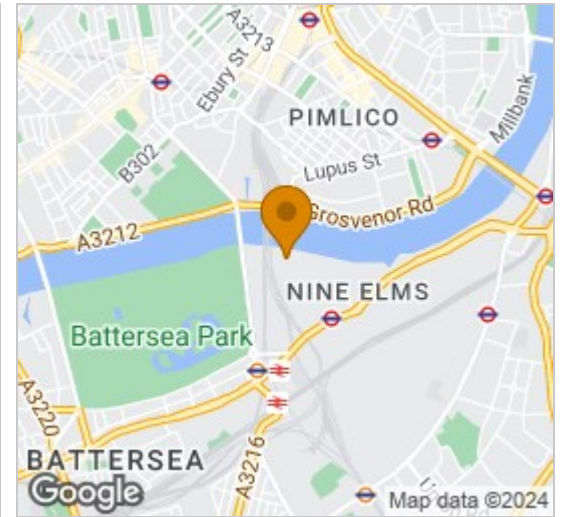 A3213
Ebury St
PIMLICO
Millbank
B302
Lupus St
Grosvenor Rd
A3212
NINE ELMS
Battersea Park
A3220
BATTERSEA
A3216
Google
Map data ©2024